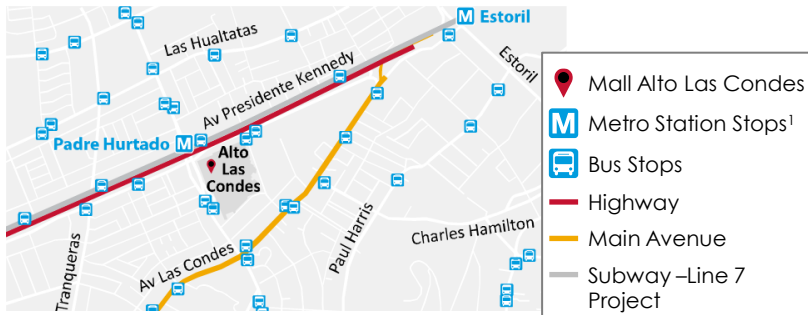 M Estoril
Las Hualtatas
Estoril
Av Presidente Kennedy
Padre Hurtado M
Alto
Las
Condes
Paul Harris
Charles Hamilton
Av Las Condes
Tranqueras
Mall Alto Las Condes
M Metro Station Stops¹
Bus Stops
Highway
Main Avenue
Subway –Line 7
Project